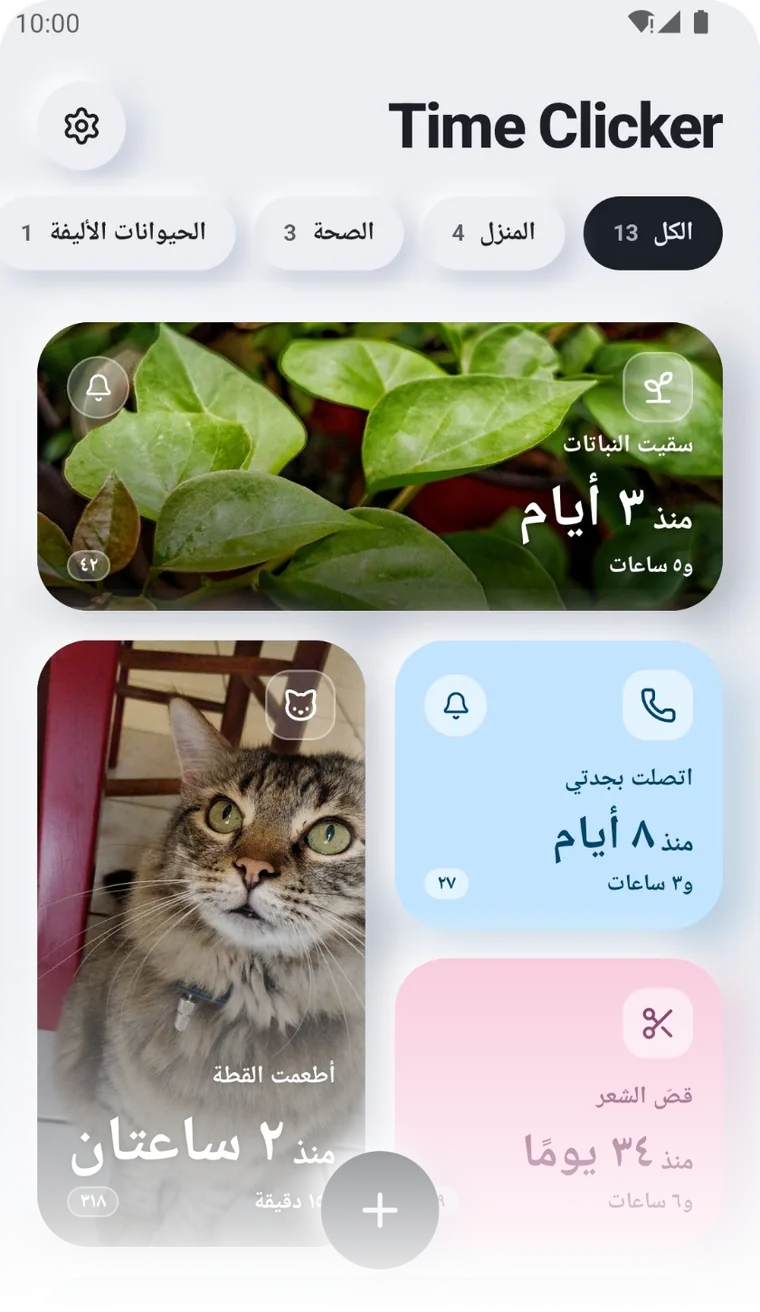 10:00
Time Clicker
الكل 13
المنزل 4
الصحة 3
الحيوانات الأليفة 1
سقيت النباتات
منذ ٣ أيام
و٥ ساعات
٤٢
اتصلت بجدتي
منذ ٨ أيام
و٣ ساعات
٢٧
أطعمت القطة
منذ ٢ ساعتان
دقيقة
٣١٨
قصّ الشعر
منذ ٣٤ يومًا
و٦ ساعات